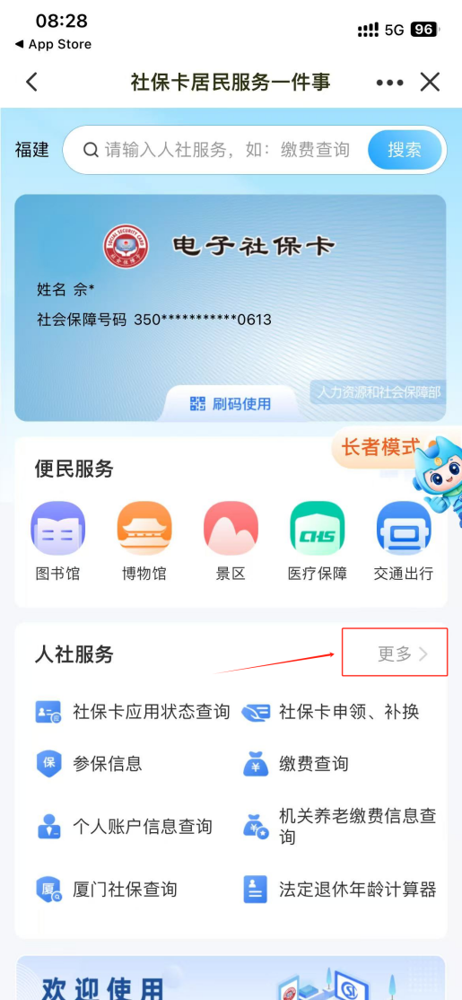 08:28
5G 96
◀ App Store
社保卡居民服务一件事
福建
请输入人社服务，如：缴费查询
搜索
SOCIAL SECURITY CARD
社会保障卡
电子社保卡
姓名 佘*
社会保障号码 350***********0613
刷码使用
人力资源和社会保障部
长者模式
便民服务
CHS
图书馆
博物馆
景区
医疗保障
交通出行
人社服务
更多
社保卡应用状态查询
社保卡申领、补换
保
参保信息
缴费查询
个人账户信息查询
机关养老缴费信息查
询
厦
厦门社保查询
法定退休年龄计算器
欢迎使用